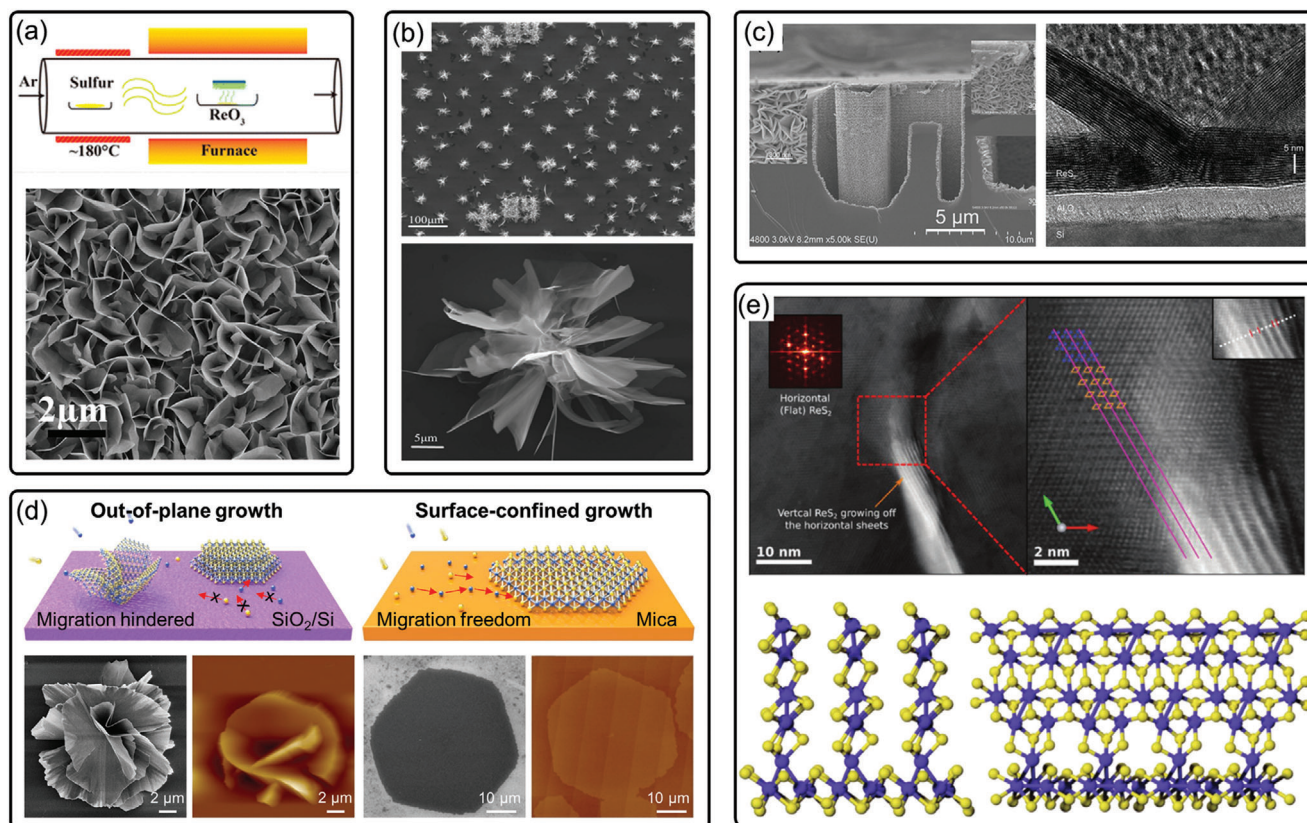 (a)
Ar
Sulfur
ReO3
~180°C
Furnace
2μm
(b)
100μm
5μm
(c)
5 μm
4800 3.0kV 8.2mm x5.00k SE(U)
10.0um
5 nm
ReS2
Si
(d)
Out-of-plane growth
Surface-confined growth
Migration hindered
SiO2/Si
Migration freedom
Mica
2 μm
2 μm
10 μm
10 μm
(e)
Horizontal
(Flat) ReS2
Vertcal ReS2 growing off
the horizontal sheets
10 nm
2 nm